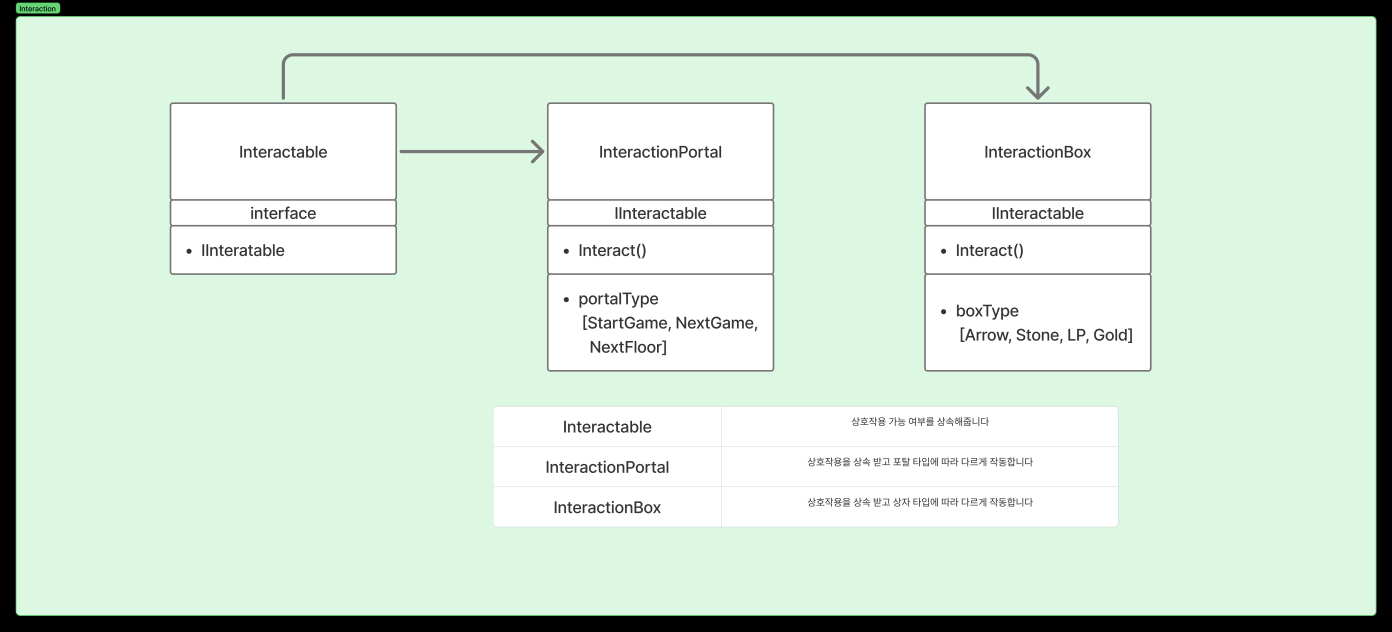 Interaction
Interactable
interface
• IInteratable
InteractionPortal
IInteractable
• Interact()
• portalType
[StartGame, NextGame,
NextFloor]
InteractionBox
IInteractable
• Interact()
• boxType
[Arrow, Stone, LP, Gold]
Interactable
상호작용 가능 여부를 상속해줍니다
InteractionPortal
상호작용을 상속 받고 포탈 타입에 따라 다르게 작동합니다
InteractionBox
상호작용을 상속 받고 상자 타입에 따라 다르게 작동합니다